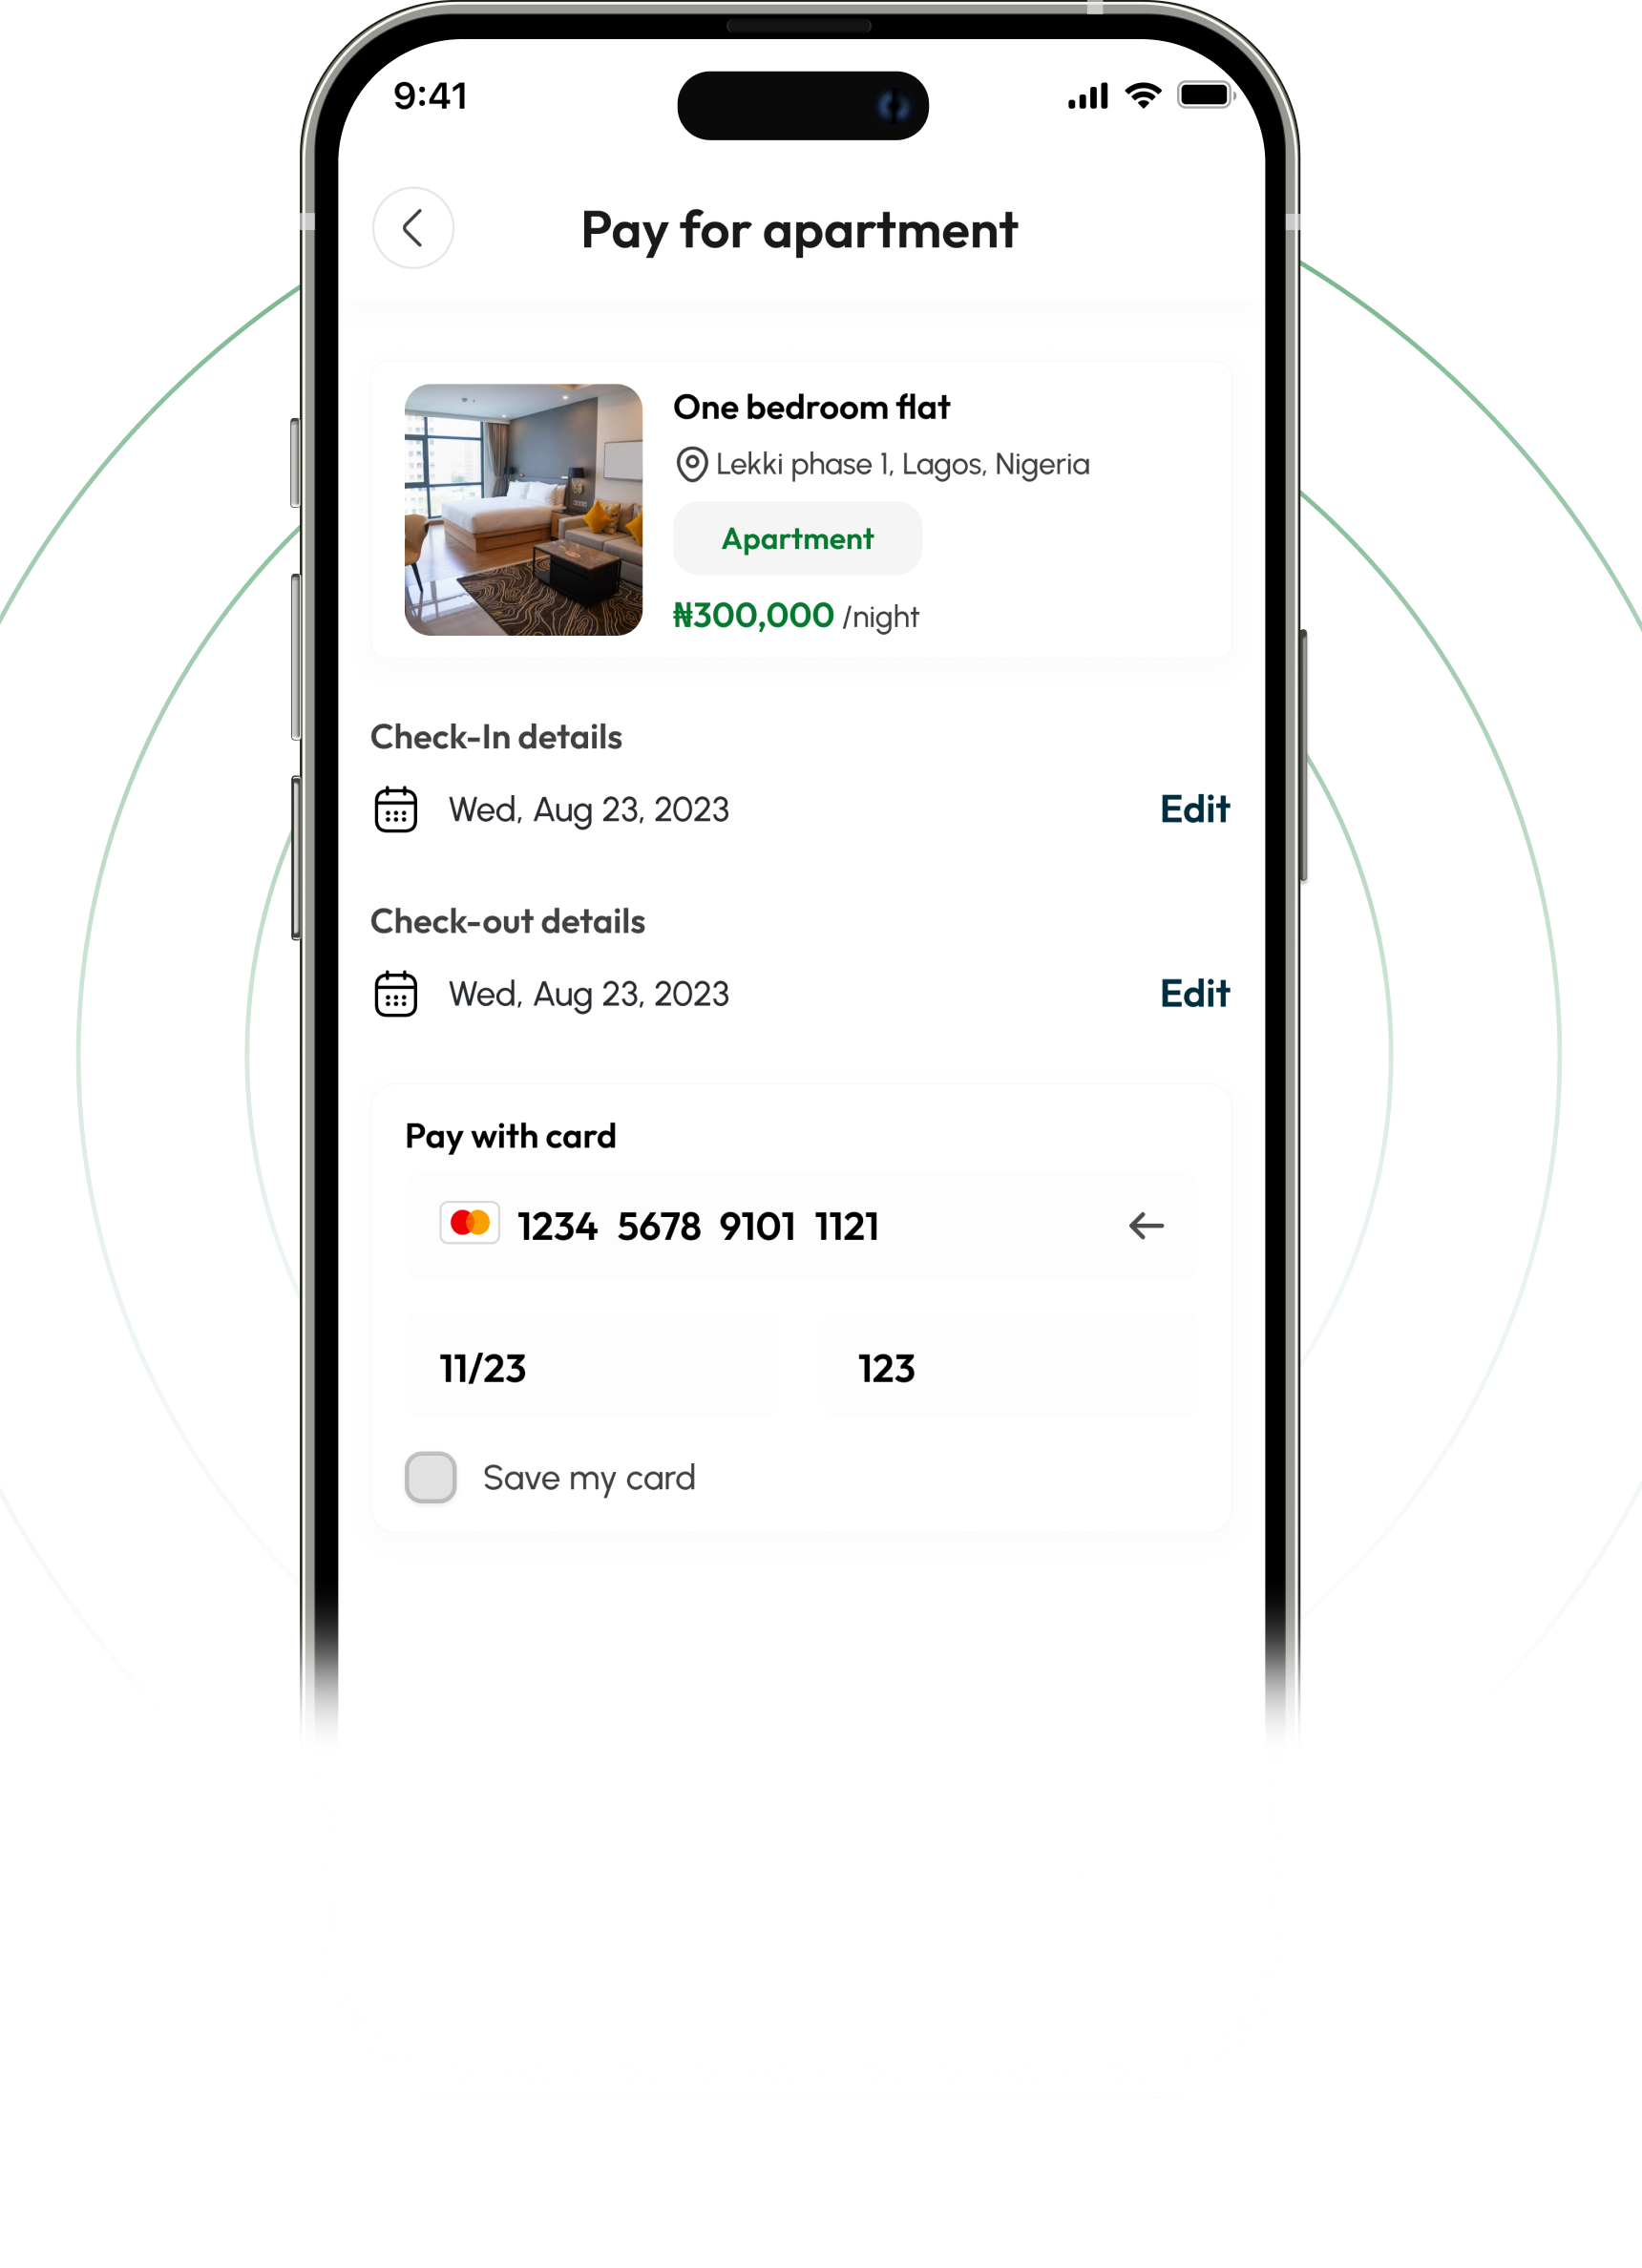 9:41
Pay for apartment
One bedroom flat
Lekki phase 1, Lagos, Nigeria
Apartment
₦300,000 /night
Check-In details
Wed, Aug 23, 2023 Edit
Check-out details
Wed, Aug 23, 2023 Edit
Pay with card
1234 5678 9101 1121
11/23 123
Save my card